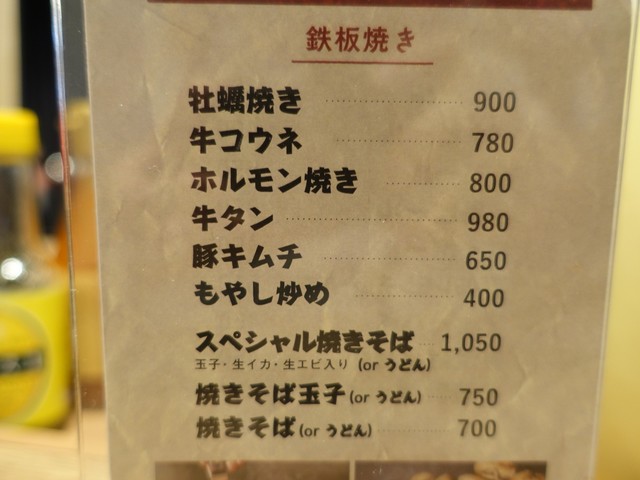 鉄板焼き
牡蠣焼き 900
牛コウネ 780
ホルモン焼き 800
牛タン 980
豚キムチ 650
もやし炒め 400
スペシャル焼きそば 1,050
玉子・生イカ・生エビ入り (or うどん)
焼きそば玉子 (or うどん) 750
焼きそば (or うどん) 700